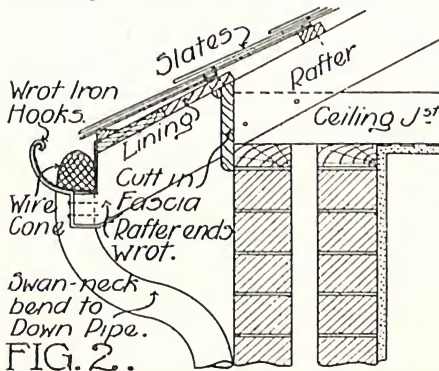 Slates
Rafter
Wrot Iron
Hooks.
Lining
Ceiling Jst
Wire
Cone
Cutt in
Fascia
Rafter ends
wrot.
Swan-neck
bend to
Down Pipe.
FIG. 2.